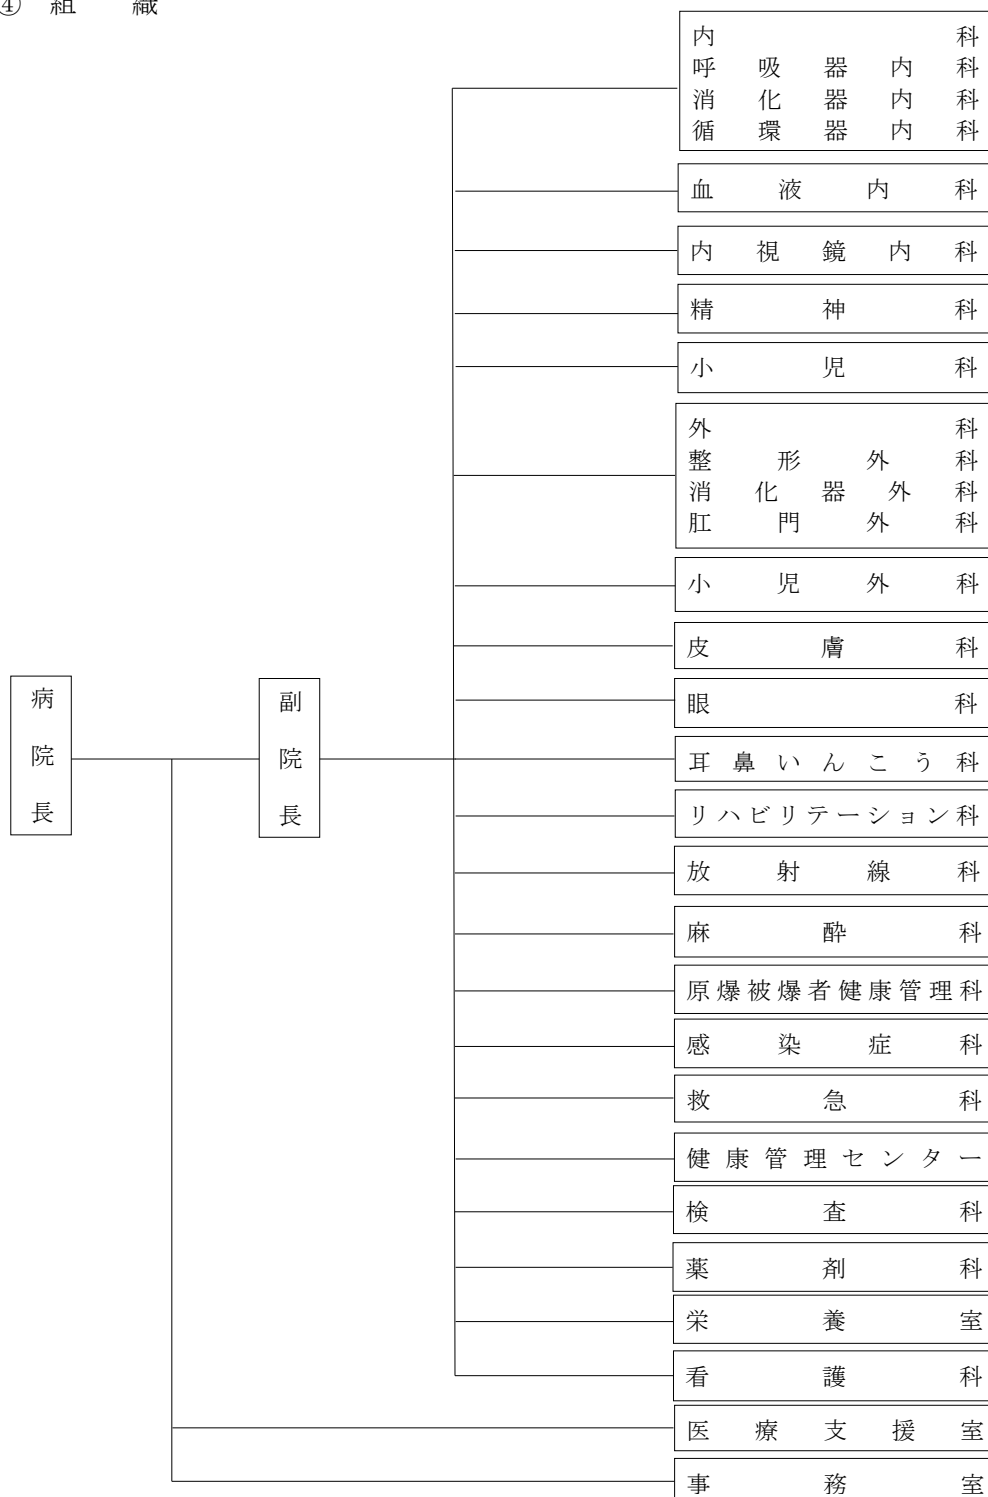 ④ 組織
内科
呼吸器内科
消化器内科
循環器内科
血液内科
内視鏡内科
精神科
小児科
外科
整形外科
消化器外科
肛門外科
小児外科
皮膚科
眼科
耳鼻いんこう科
リハビリテーション科
放射線科
麻酔科
原爆被爆者健康管理科
感染症科
救急科
健康管理センター
検査科
薬剤科
栄養室
看護科
医療支援室
事務室
病院長
副院長